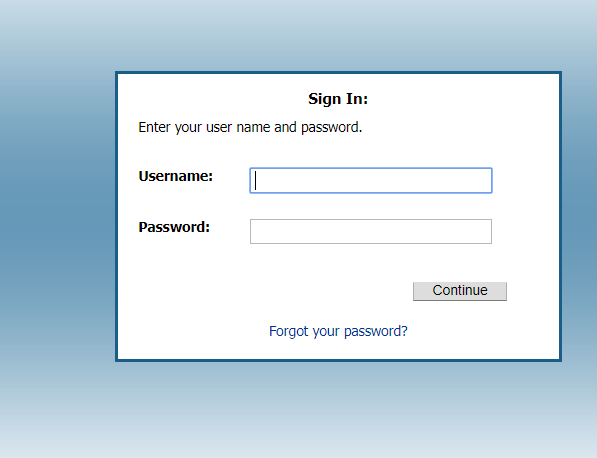 Sign In:
Enter your user name and password.
Username:
Password:
Continue
Forgot your password?